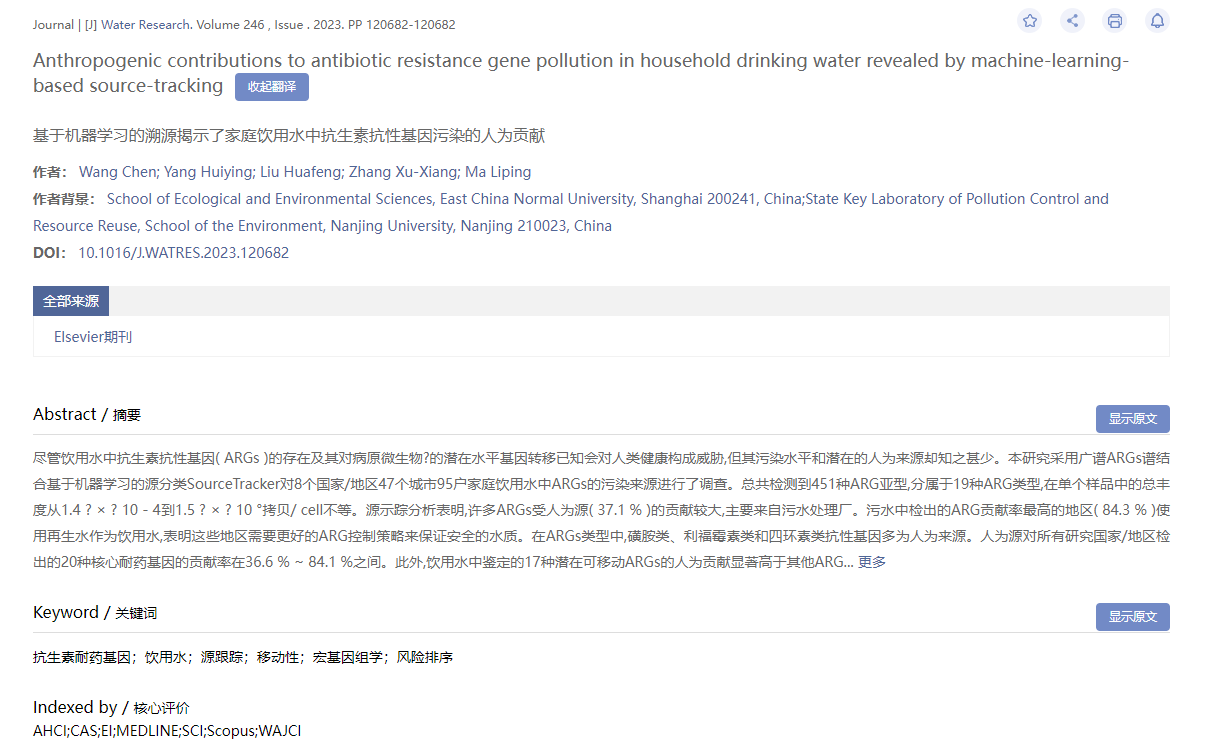 Journal | [J] Water Research. Volume 246 , Issue . 2023. PP 120682-120682
Anthropogenic contributions to antibiotic resistance gene pollution in household drinking water revealed by machine-learning-
based source-tracking 收起翻译
基于机器学习的溯源揭示了家庭饮用水中抗生素抗性基因污染的人为贡献
作者： Wang Chen; Yang Huiying; Liu Huafeng; Zhang Xu-Xiang; Ma Liping
作者背景： School of Ecological and Environmental Sciences, East China Normal University, Shanghai 200241, China;State Key Laboratory of Pollution Control and
Resource Reuse, School of the Environment, Nanjing University, Nanjing 210023, China
DOI： 10.1016/J.WATRES.2023.120682
全部来源
Elsevier期刊
Abstract / 摘要
显示原文
尽管饮用水中抗生素抗性基因( ARGs )的存在及其对病原微生物?的潜在水平基因转移已知会对人类健康构成威胁,但其污染水平和潜在的人为来源却知之甚少。本研究采用广谱ARGs谱结
合基于机器学习的源分类SourceTracker对8个国家/地区47个城市95户家庭饮用水中ARGs的污染来源进行了调查。总共检测到451种ARG亚型,分属于19种ARG类型,在单个样品中的总丰
度从1.4 ? × ? 10 - 4到1.5 ? × ? 10 °拷贝/ cell不等。源示踪分析表明,许多ARGs受人为源( 37.1 % )的贡献较大,主要来自污水处理厂。污水中检出的ARG贡献率最高的地区( 84.3 % )使
用再生水作为饮用水,表明这些地区需要更好的ARG控制策略来保证安全的水质。在ARGs类型中,磺胺类、利福霉素类和四环素类抗性基因多为人为来源。人为源对所有研究国家/地区检
出的20种核心耐药基因的贡献率在36.6 % ~ 84.1 %之间。此外,饮用水中鉴定的17种潜在可移动ARGs的人为贡献显著高于其他ARG... 更多
Keyword / 关键词
显示原文
抗生素耐药基因；饮用水；源跟踪；移动性；宏基因组学；风险排序
Indexed by / 核心评价
AHCI;CAS;EI;MEDLINE;SCI;Scopus;WAJCI